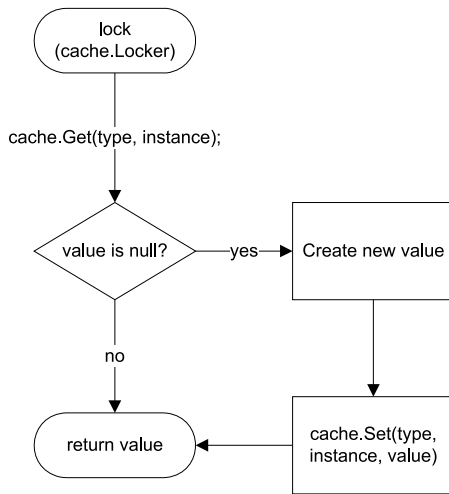 lock
(cache.Locker)
cache.Get(type, instance);
value is null?
yes
Create new value
no
return value
cache.Set(type,
instance, value)